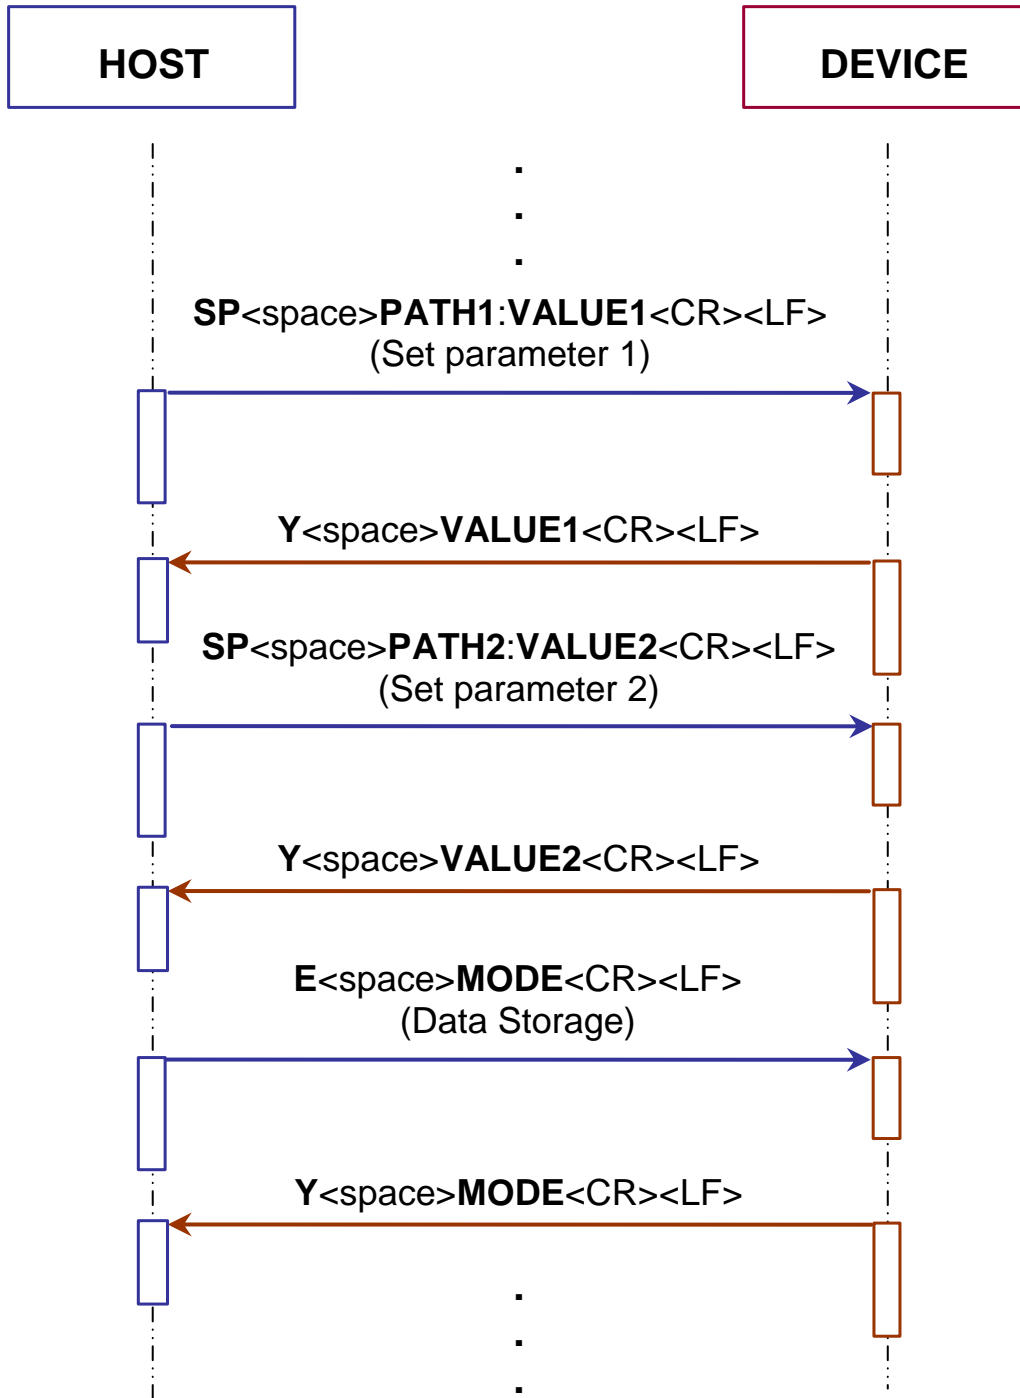 HOST
DEVICE
.
.
.
SP<space>PATH1:VALUE1<CR><LF>
(Set parameter 1)
Y<space>VALUE1<CR><LF>
SP<space>PATH2:VALUE2<CR><LF>
(Set parameter 2)
Y<space>VALUE2<CR><LF>
E<space>MODE<CR><LF>
(Data Storage)
Y<space>MODE<CR><LF>
.
.
.